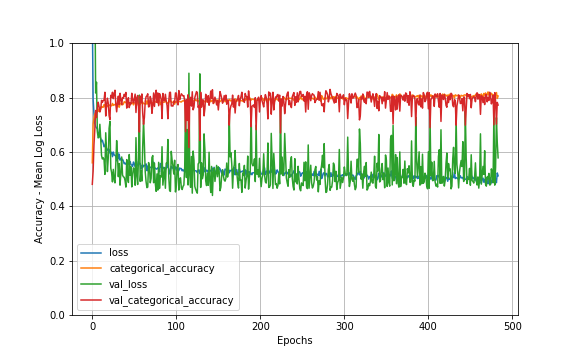 1.0
0.8
0.6
0.4
0.2
0.0
Accuracy - Mean Log Loss
loss
categorical_accuracy
val_loss
val_categorical_accuracy
0
100
200
300
400
500
Epochs